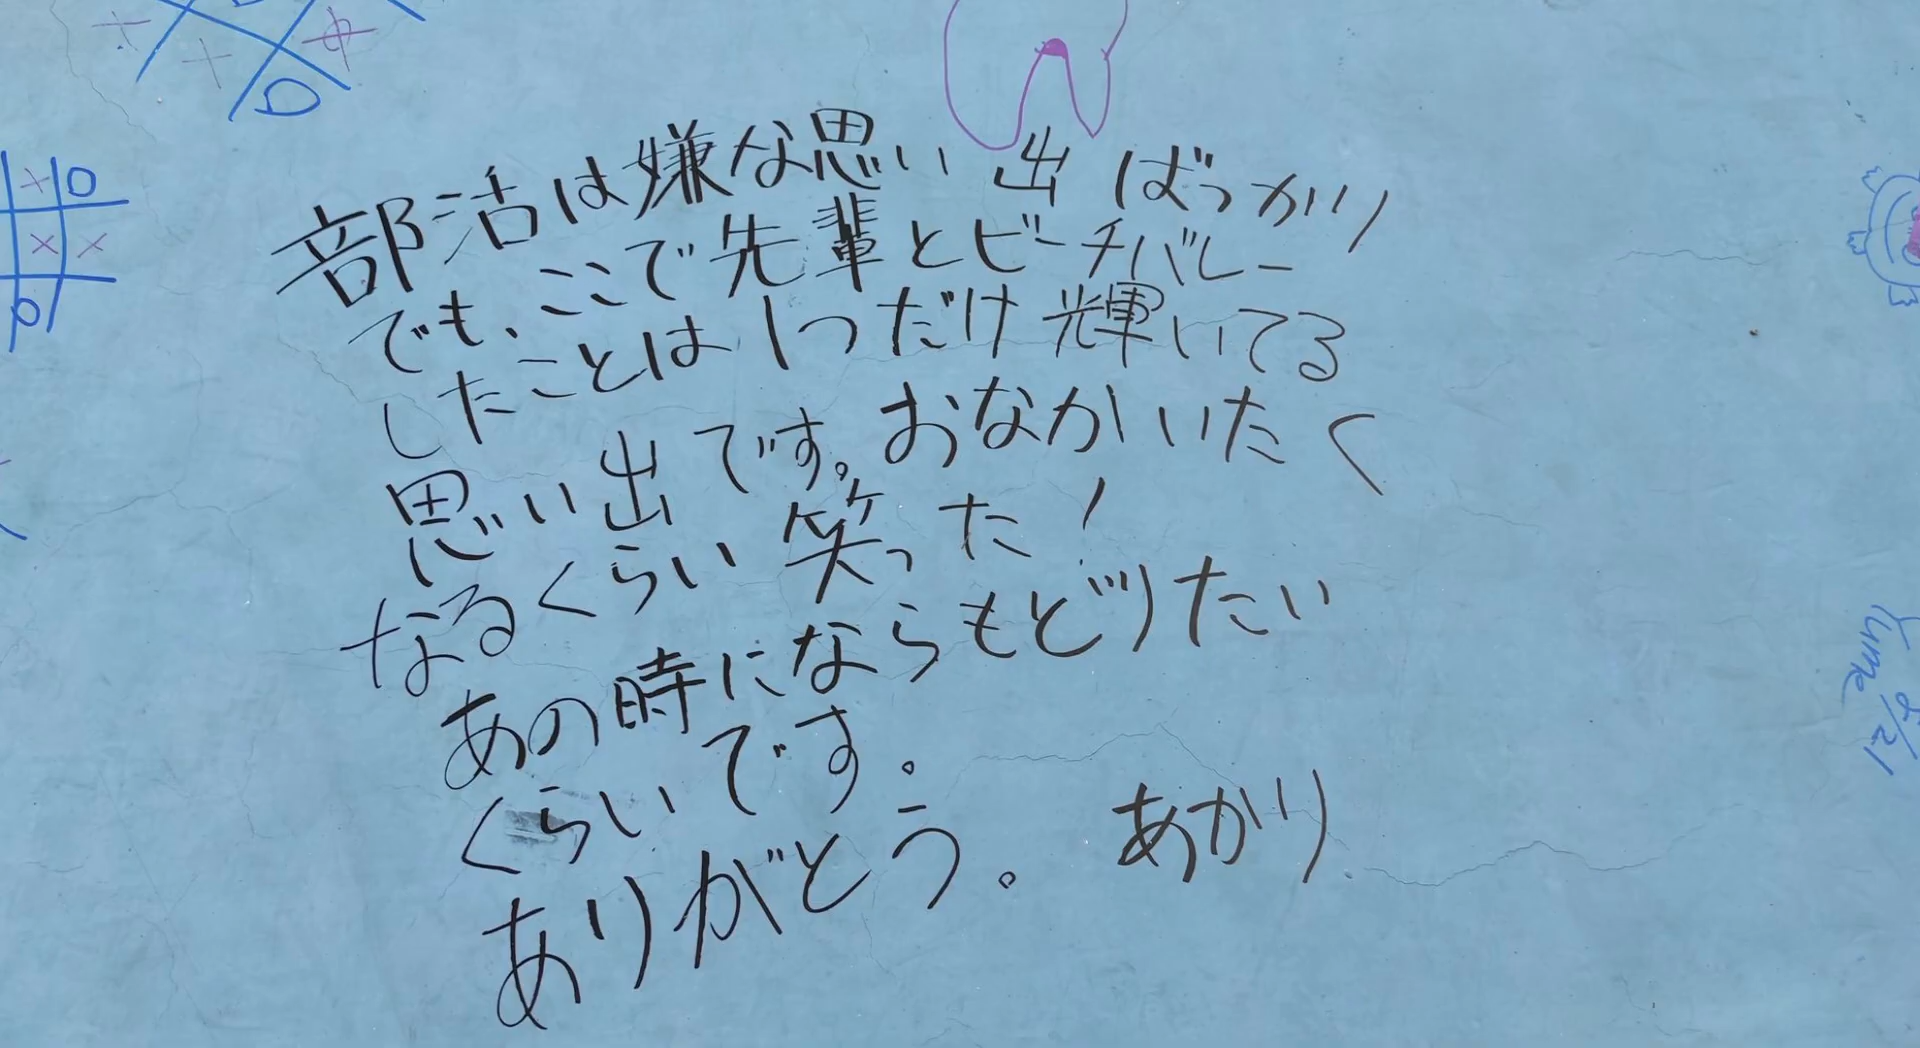 部活は嫌な思い出ばっかり
でも、ここで先輩とビーチバレー
したことは1つだけ輝いてる
思い出です。おなかいたく
なるくらい笑った!
あの時にならもどりたい
くらいです。
ありがとう。 あかり
Yume